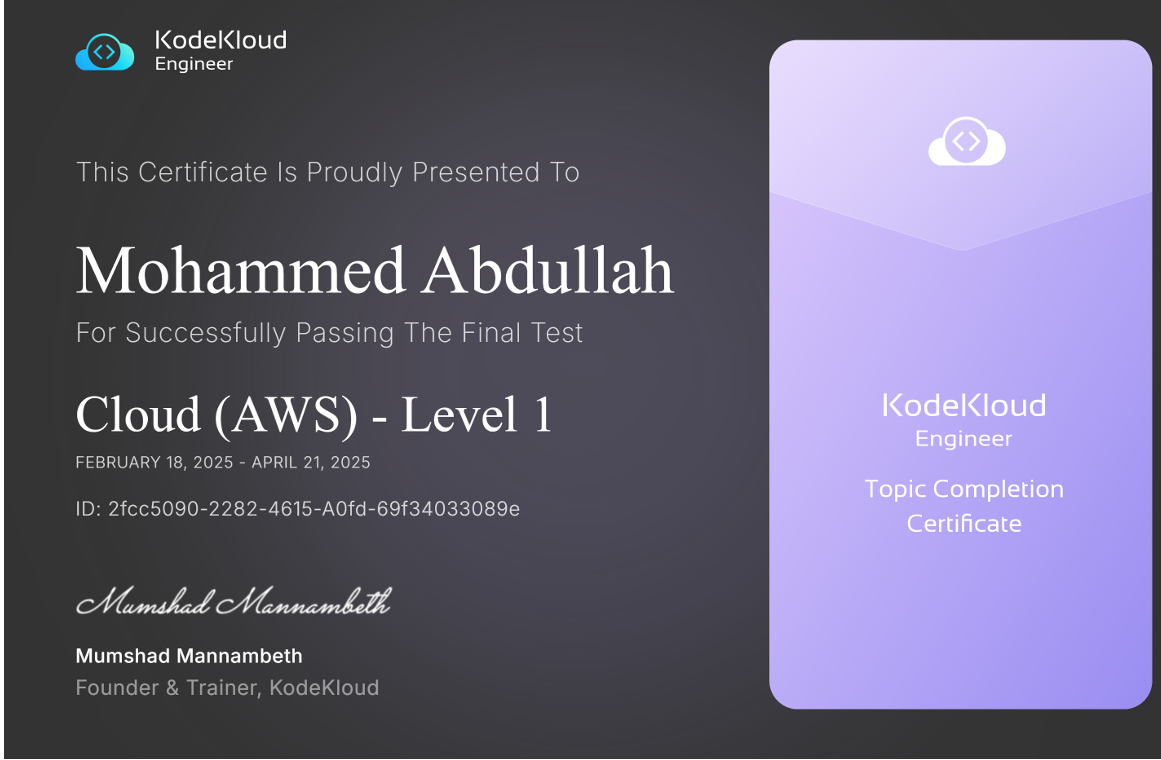 KodeKloud
Engineer
This Certificate Is Proudly Presented To
Mohammed Abdullah
For Successfully Passing The Final Test
Cloud (AWS) - Level 1
FEBRUARY 18, 2025 - APRIL 21, 2025
ID: 2fcc5090-2282-4615-A0fd-69f34033089e
Mumshad Mannambeth
Mumshad Mannambeth
Founder & Trainer, KodeKloud
KodeKloud
Engineer
Topic Completion
Certificate